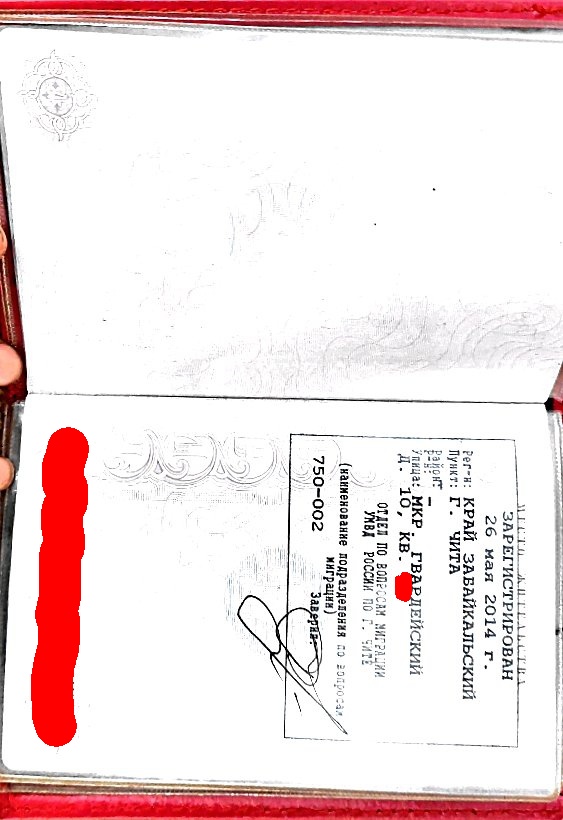 МЕСТО ЖИТЕЛЬСТВА
ЗАРЕГИСТРИРОВАН
26 мая 2014 г.
Рег-н: КРАЙ ЗАБАЙКАЛЬСКИЙ
Пункт: Г. ЧИТА
Район: –
Р-н:
Улица: МКР. ГВАРДЕЙСКИЙ
Д. 10, КВ.
ОТДЕЛ ПО ВОПРОСАМ МИГРАЦИИ
УМВД РОССИИ ПО Г. ЧИТЕ
(наименование подразделения по вопросам
миграции)
750-002
Заверил: